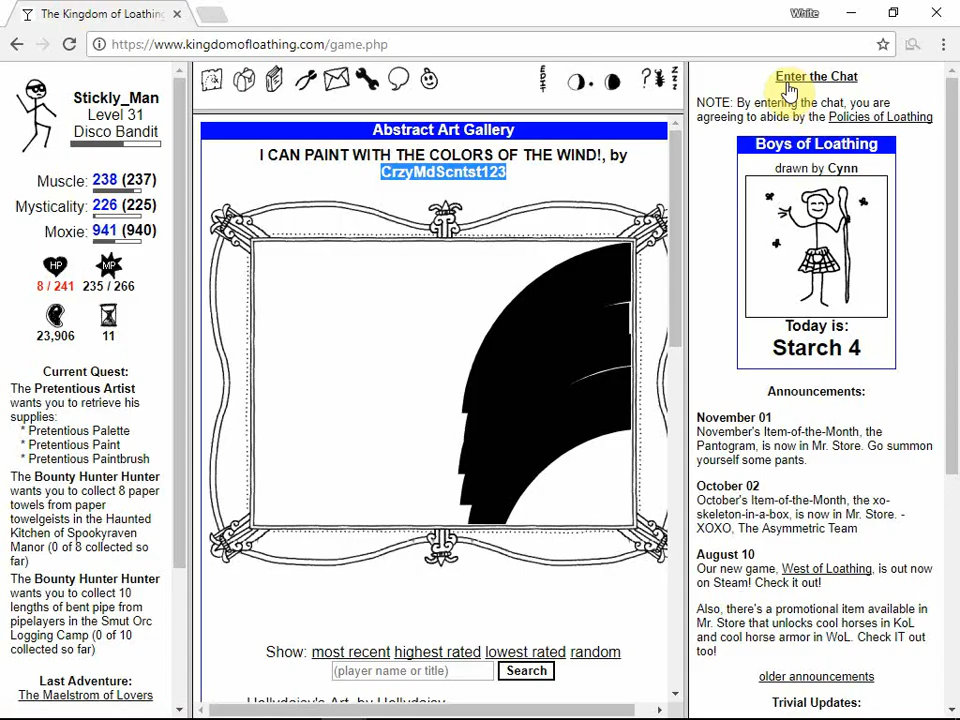 The Kingdom of Loathing
White
https://www.kingdomofloathing.com/game.php
Stickly_Man
Level 31
Disco Bandit
Muscle: 238 (237)
Mysticality: 226 (225)
Moxie: 941 (940)
HP
MP
8 / 241
235 / 266
23,906
11
Current Quest:
The Pretentious Artist
wants you to retrieve his
supplies:
* Pretentious Palette
* Pretentious Paint
* Pretentious Paintbrush
The Bounty Hunter Hunter
wants you to collect 8 paper
towels from paper
towelgeists in the Haunted
Kitchen of Spookyraven
Manor (0 of 8 collected so
far)
The Bounty Hunter Hunter
wants you to collect 10
lengths of bent pipe from
pipelayers in the Smut Orc
Logging Camp (0 of 10
collected so far)
Last Adventure:
The Maelstrom of Lovers
EDIT
?
ZZZZ
Abstract Art Gallery
I CAN PAINT WITH THE COLORS OF THE WIND!, by
CrzyMdScntst123
Show: most recent highest rated lowest rated random
(player name or title)
Search
Hollydaisy's Art, by Hollydaisy
Enter the Chat
NOTE: By entering the chat, you are
agreeing to abide by the Policies of Loathing
Boys of Loathing
drawn by Cynn
Today is:
Starch 4
Announcements:
November 01
November's Item-of-the-Month, the
Pantogram, is now in Mr. Store. Go summon
yourself some pants.
October 02
October's Item-of-the-Month, the xo-
skeleton-in-a-box, is now in Mr. Store. -
XOXO, The Asymmetric Team
August 10
Our new game, West of Loathing, is out now
on Steam! Check it out!
Also, there's a promotional item available in
Mr. Store that unlocks cool horses in KoL
and cool horse armor in WoL. Check IT out
too!
older announcements
Trivial Updates: